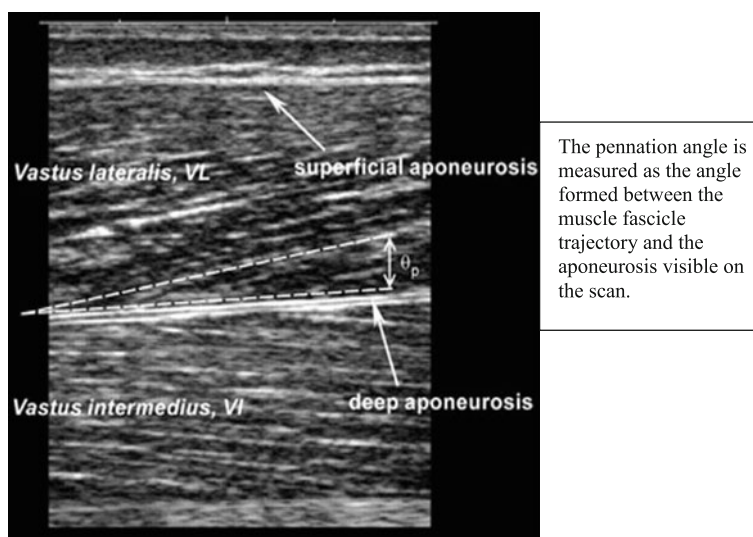 Vastus lateralis, VL
superficial aponeurosis
θp
deep aponeurosis
Vastus intermedius, VI
The pennation angle is
measured as the angle
formed between the
muscle fascicle
trajectory and the
aponeurosis visible on
the scan.